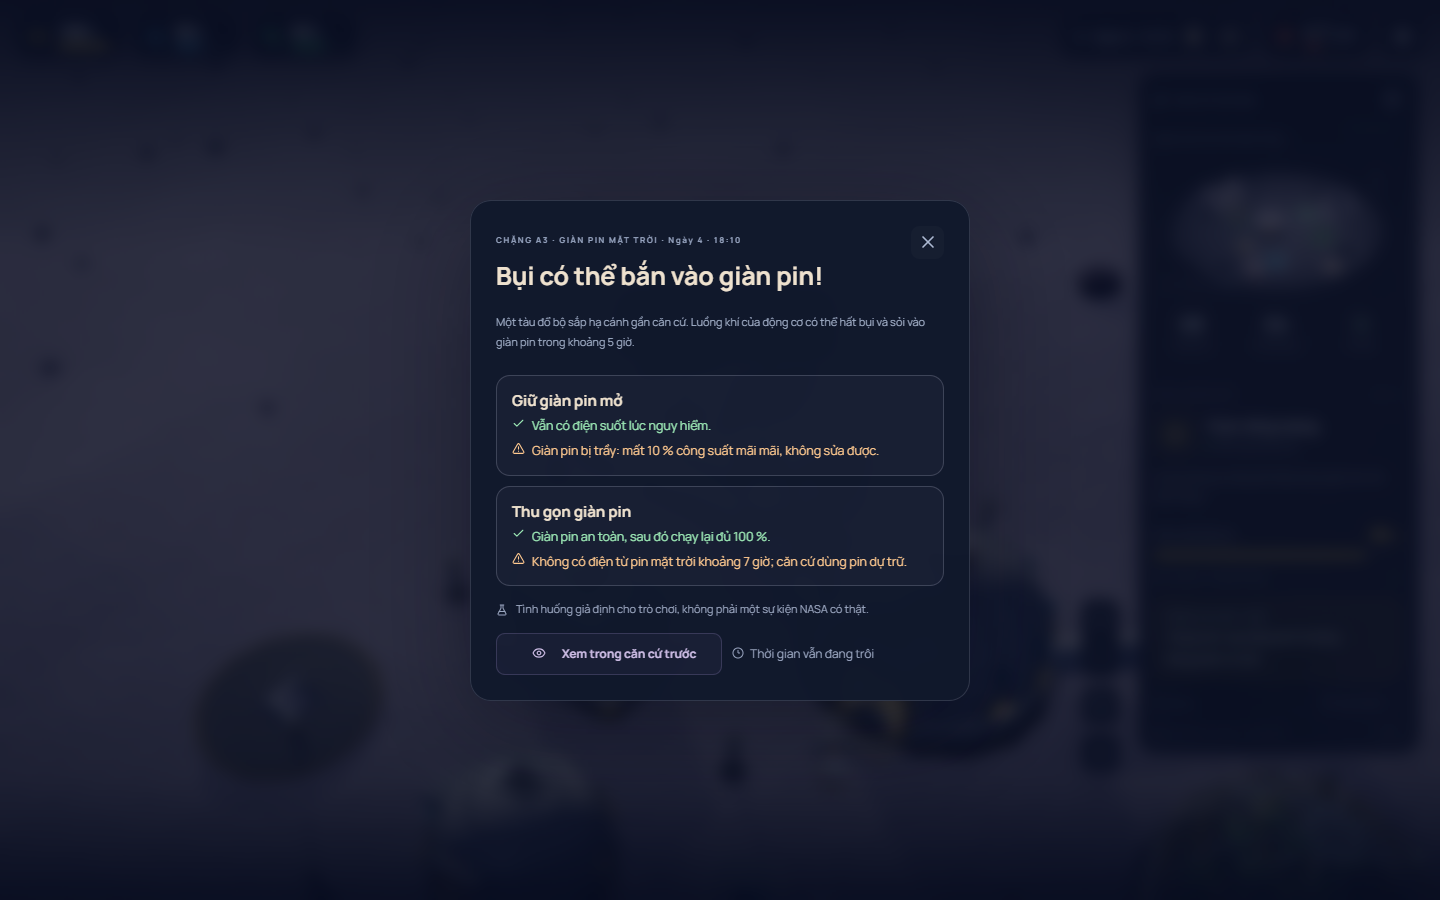 CHẶNG A3 · GIÀN PIN MẶT TRỜI · Ngày 4 · 18:10
Bụi có thể bắn vào giàn pin!
Một tàu đổ bộ sắp hạ cánh gần căn cứ. Luồng khí của động cơ có thể hất bụi và sỏi vào
giàn pin trong khoảng 5 giờ.
Giữ giàn pin mở
Vẫn có điện suốt lúc nguy hiểm.
Giàn pin bị trầy: mất 10 % công suất mãi mãi, không sửa được.
Thu gọn giàn pin
Giàn pin an toàn, sau đó chạy lại đủ 100 %.
Không có điện từ pin mặt trời khoảng 7 giờ; căn cứ dùng pin dự trữ.
Tình huống giả định cho trò chơi, không phải một sự kiện NASA có thật.
Xem trong căn cứ trước
Thời gian vẫn đang trôi